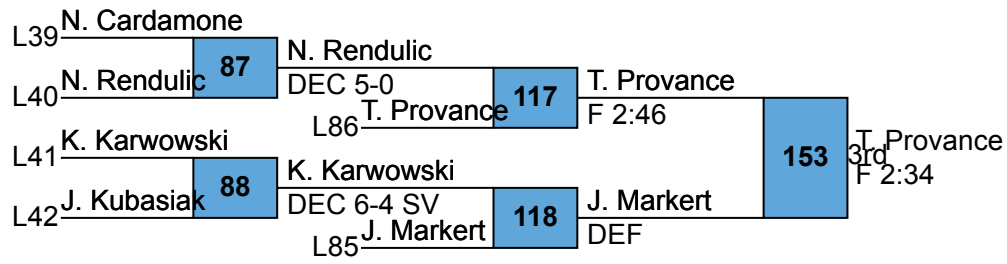 L39 N. Cardamone
87
N. Rendulic
DEC 5-0
L40 N. Rendulic
117
T. Provance
F 2:46
L86 T. Provance
L41 K. Karwowski
88
K. Karwowski
DEC 6-4 SV
L42 J. Kubasiak
118
J. Markert
DEF
L85 J. Markert
153
3rd
T. Provance
F 2:34